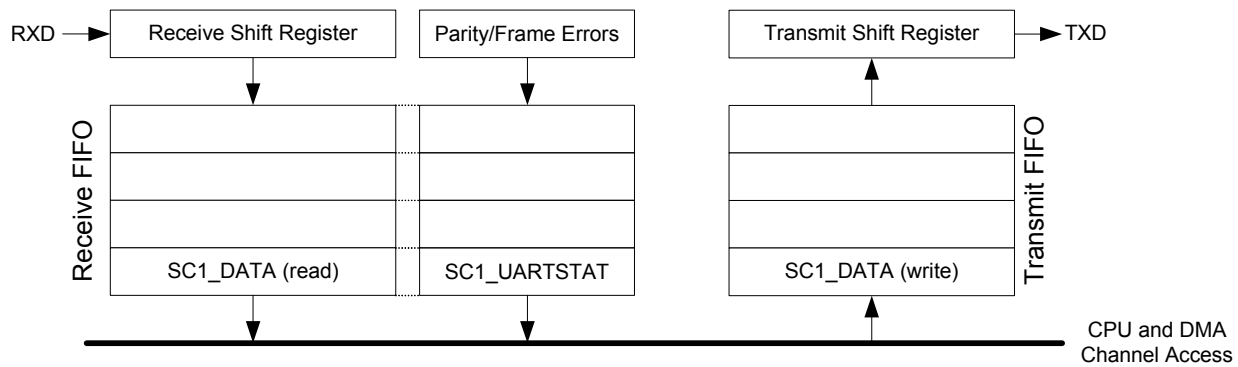 RXD
Receive Shift Register
Parity/Frame Errors
Transmit Shift Register
TXD
Receive FIFO
Transmit FIFO
SC1_DATA (read)
SC1_UARTSTAT
SC1_DATA (write)
CPU and DMA
Channel Access